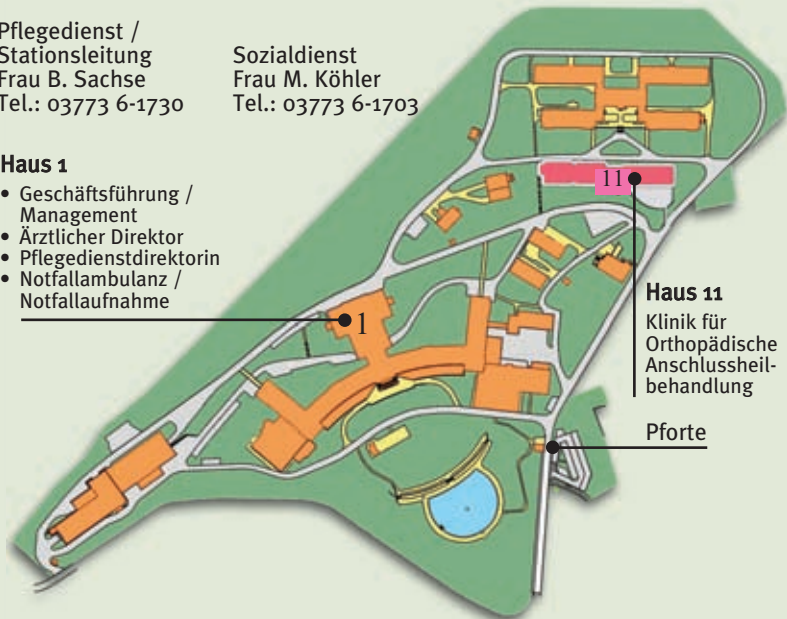 Pflegedienst /
Stationsleitung
Frau B. Sachse
Tel.: 03773 6-1730
Sozialdienst
Frau M. Köhler
Tel.: 03773 6-1703
Haus 1
• Geschäftsführung /
Management
• Ärztlicher Direktor
• Pflegedienstdirektorin
• Notfallambulanz /
Notfallaufnahme
1
11
Haus 11
Klinik für
Orthopädische
Anschlussheil-
behandlung
Pforte